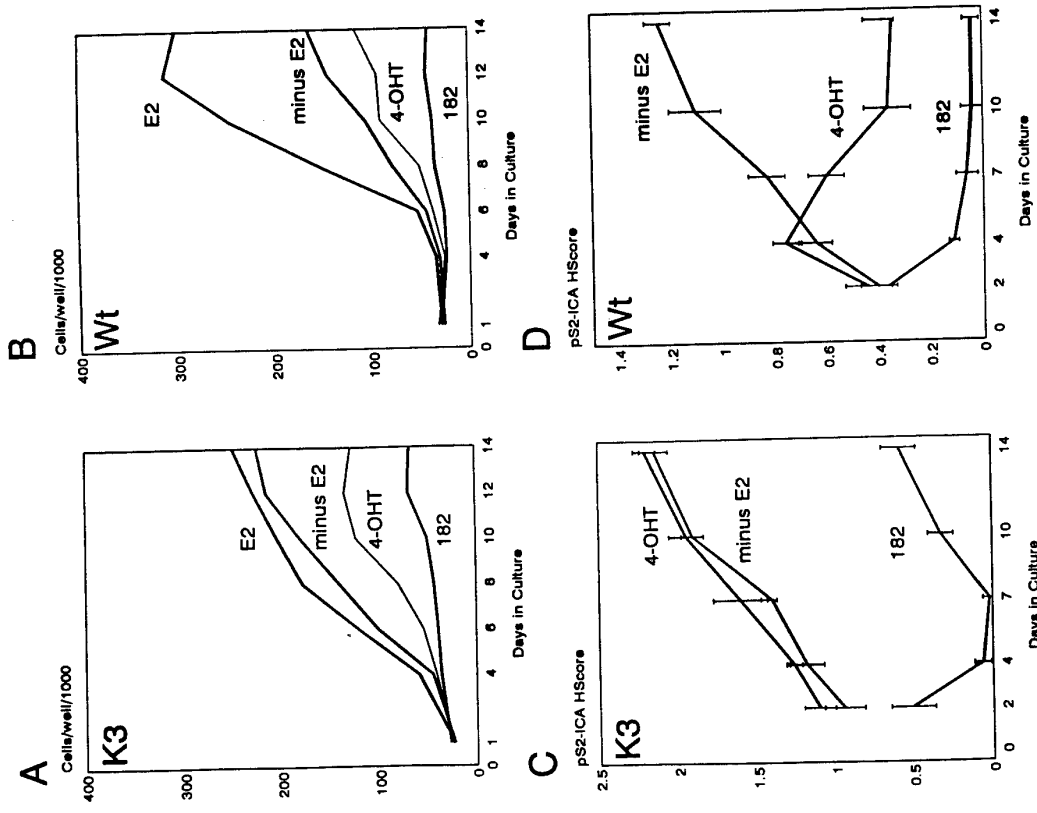 A
Cells/well/1000
K3
400
300
200
100
0
E2
minus E2
4-OHT
182
0 1 4 6 8 10 12 14
Days in Culture
B
Cells/well/1000
Wt
400
300
200
100
0
E2
minus E2
4-OHT
182
0 1 4 6 8 10 12 14
Days in Culture
C
pS2-ICA HScore
K3
2.5
2
1.5
1
0.5
0
4-OHT
minus E2
182
0 2 4 7 10 14
Days in Culture
D
pS2-ICA HScore
Wt
1.4
1.2
1
0.8
0.6
0.4
0.2
0
minus E2
4-OHT
182
0 2 4 7 10 14
Days in Culture